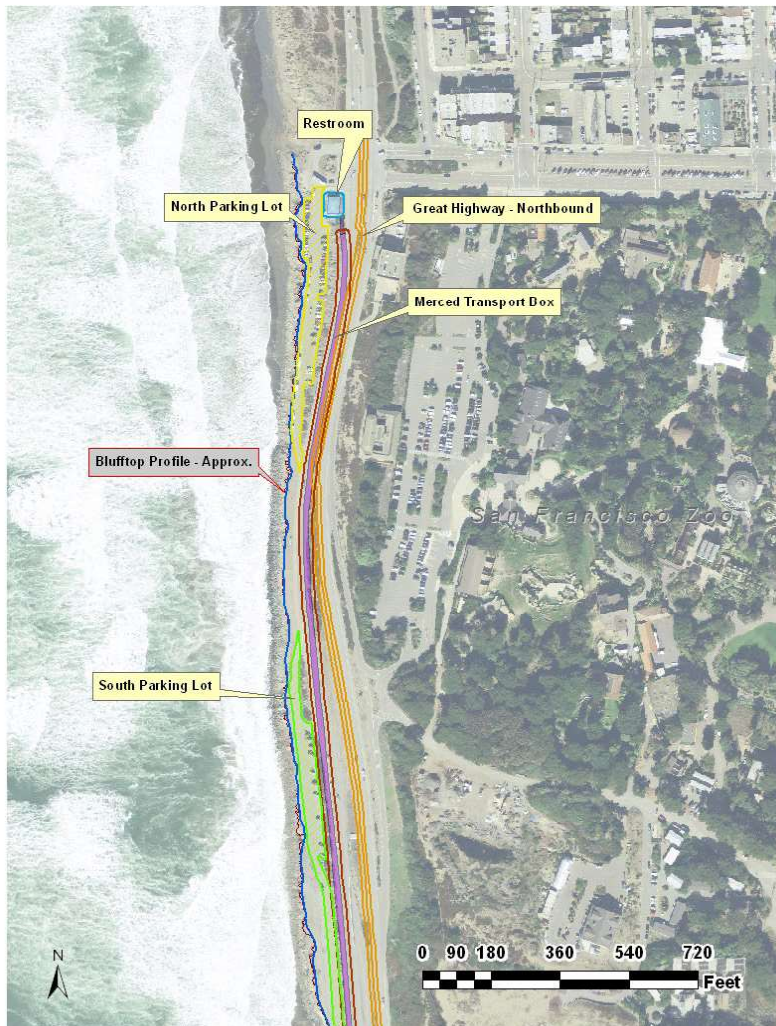 Restroom
North Parking Lot
Great Highway - Northbound
Merced Transport Box
Blufftop Profile - Approx.
San Francisco Zoo
South Parking Lot
N
0 90 180 360 540 720
Feet